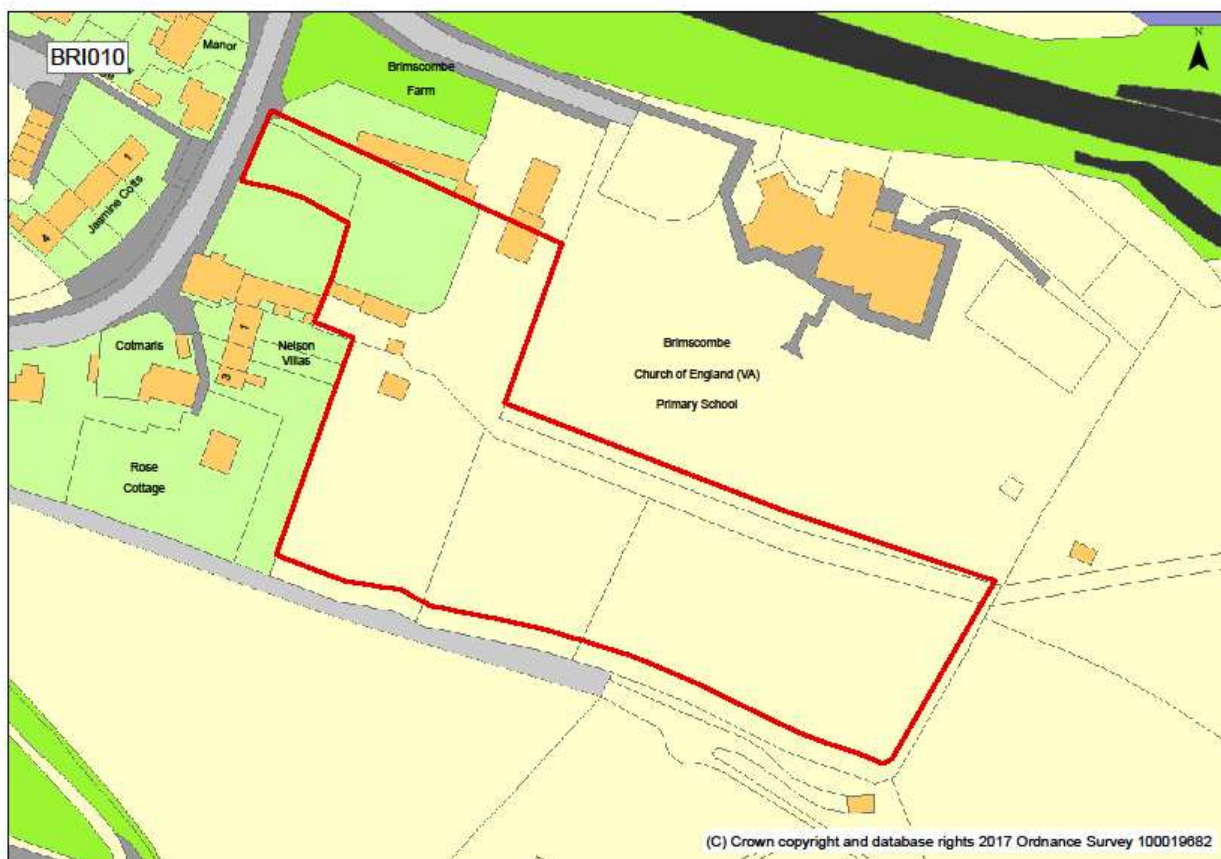 BRI010
Manor
Brimscombe
Farm
N
1
Jasmine Cotts
4
Cotmaris
1
3
Nelson
Villas
Rose
Cottage
Brimscombe
Church of England (VA)
Primary School
(C) Crown copyright and database rights 2017 Ordnance Survey 100019682